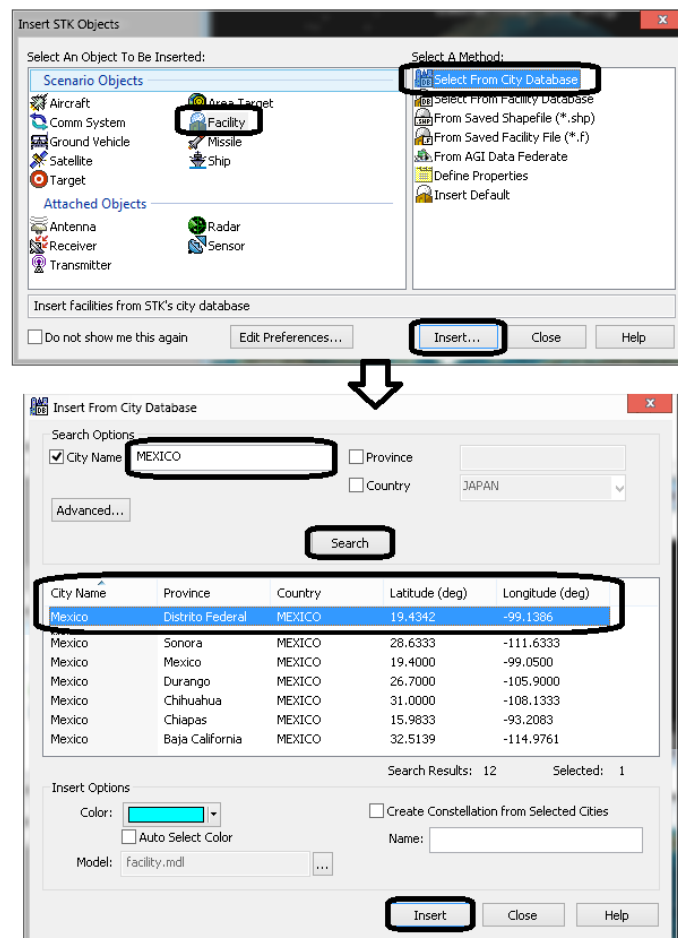 Insert STK Objects
x
Select An Object To Be Inserted: Select A Method:
Scenario Objects Select From City Database
Aircraft Area Target Select From Facility Database
Comm System Facility From Saved Shapefile (*.shp)
Ground Vehicle Missile From Saved Facility File (*.f)
Satellite Ship From AGI Data Federate
Target Define Properties
Attached Objects Insert Default
Antenna Radar
Receiver Sensor
Transmitter
Insert facilities from STK's city database
Do not show me this again Edit Preferences... Insert... Close Help
Insert From City Database x
Search Options
City Name MEXICO Province
Country JAPAN
Advanced...
Search
City Name Province Country Latitude (deg) Longitude (deg)
Mexico Distrito Federal MEXICO 19.4342 -99.1386
Mexico Sonora MEXICO 28.6333 -111.6333
Mexico Mexico MEXICO 19.4000 -99.0500
Mexico Durango MEXICO 26.7000 -105.9000
Mexico Chihuahua MEXICO 31.0000 -108.1333
Mexico Chiapas MEXICO 15.9833 -93.2083
Mexico Baja California MEXICO 32.5139 -114.9761
Search Results: 12 Selected: 1
Insert Options
Color: Create Constellation from Selected Cities
Auto Select Color Name:
Model: facility.mdl ...
Insert Close Help